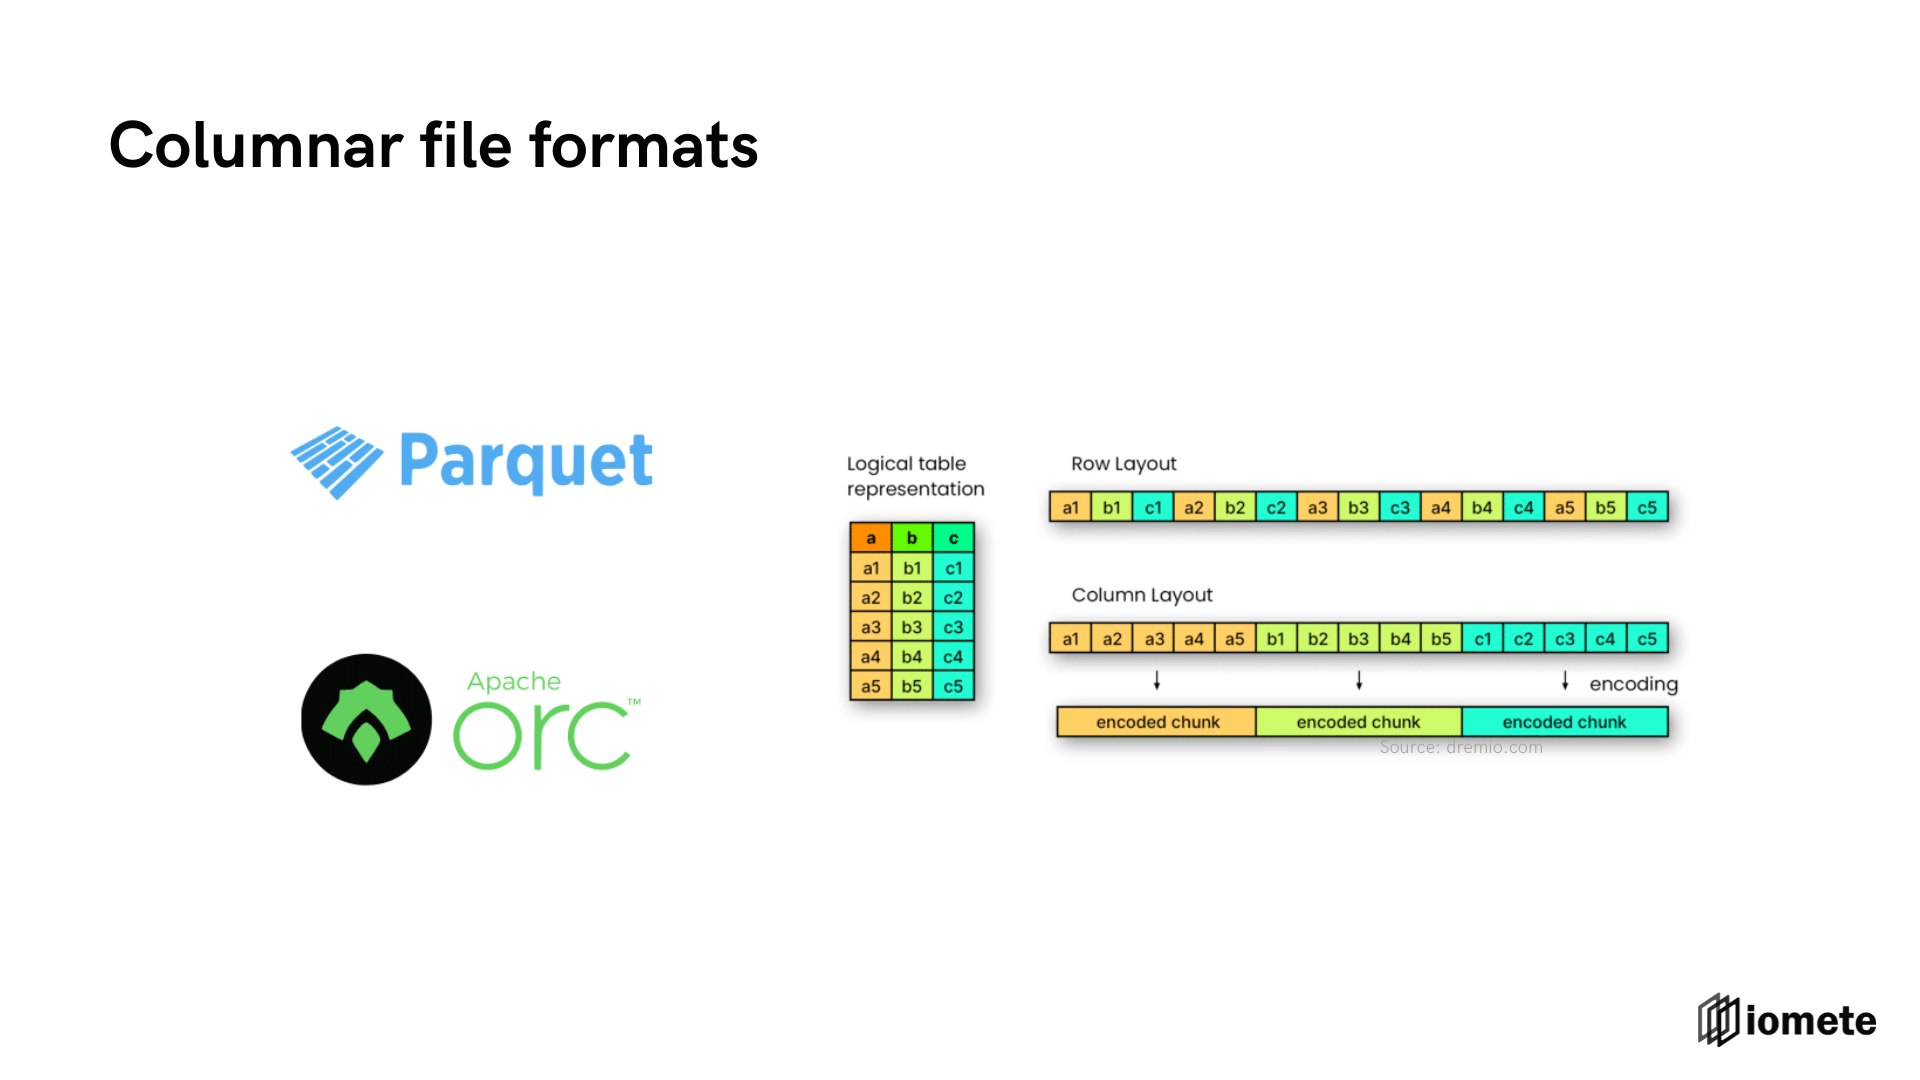 Columnar file formats
Parquet
Apache
orc™
Logical table
representation
a b c
a1 b1 c1
a2 b2 c2
a3 b3 c3
a4 b4 c4
a5 b5 c5
Row Layout
a1 b1 c1 a2 b2 c2 a3 b3 c3 a4 b4 c4 a5 b5 c5
Column Layout
a1 a2 a3 a4 a5 b1 b2 b3 b4 b5 c1 c2 c3 c4 c5
encoding
encoded chunk encoded chunk encoded chunk
Source: dremio.com
iomete